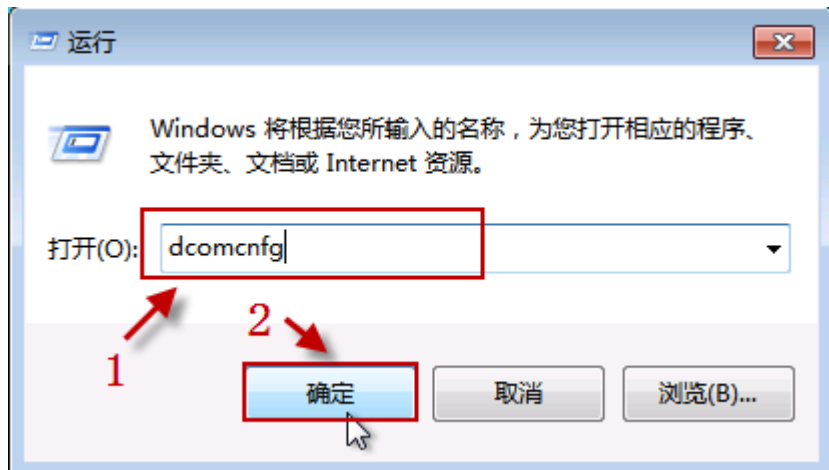 运行
Windows 将根据您所输入的名称，为您打开相应的程序、
文件夹、文档或 Internet 资源。
打开(O): dcomcnfg
1
2
确定 取消 浏览(B)...